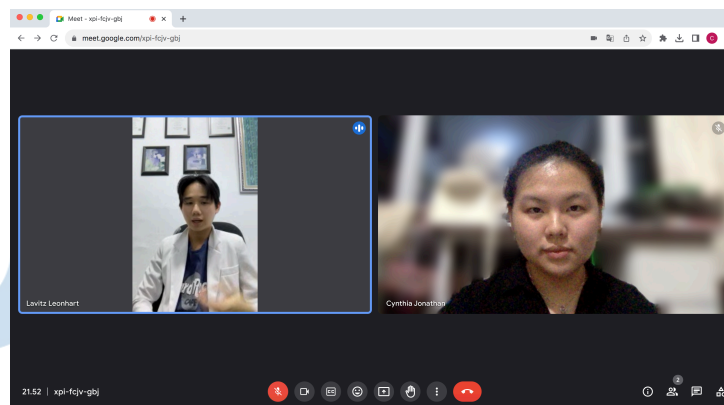 Meet - xpi-fcjv-gbj
meet.google.com/xpi-fcjv-gbj
C
Lavitz Leonhart
Cynthia Jonathan
21.52 | xpi-fcjv-gbj
CC
2